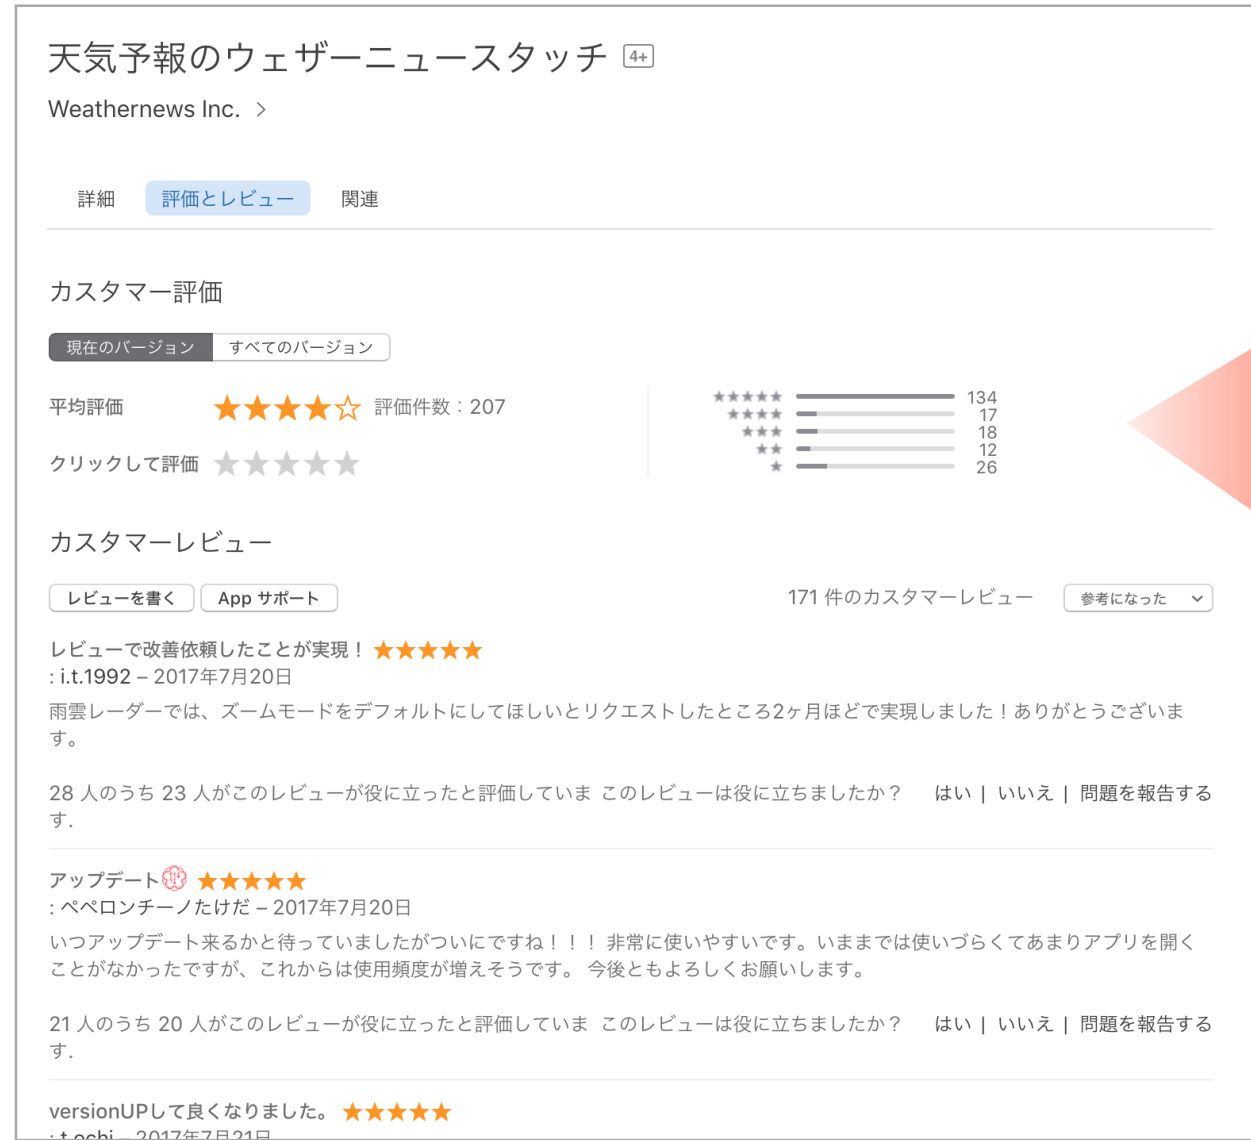 天気予報のウェザーニュースタッチ 4+
Weathernews Inc. >
詳細 評価とレビュー 関連
カスタマー評価
現在のバージョン すべてのバージョン
平均評価 ★★★★☆ 評価件数：207
クリックして評価 ★★★★★
★★★★★ 134
★★★★ 17
★★★ 18
★★ 12
★ 26
カスタマーレビュー
レビューを書く App サポート 171 件のカスタマーレビュー 参考になった
レビューで改善依頼したことが実現！ ★★★★★
: i.t.1992 – 2017年7月20日
雨雲レーダーでは、ズームモードをデフォルトにしてほしいとリクエストしたところ2ヶ月ほどで実現しました！ありがとうございま
す。
28 人のうち 23 人がこのレビューが役に立ったと評価していま このレビューは役に立ちましたか？ はい | いいえ | 問題を報告する
す.
アップデート💮 ★★★★★
: ペペロンチーノたけだ – 2017年7月20日
いつアップデート来るかと待っていましたがついにですね！！！ 非常に使いやすいです。いままでは使いづらくてあまりアプリを開く
ことがなかったですが、これからは使用頻度が増えそうです。 今後ともよろしくお願いします。
21 人のうち 20 人がこのレビューが役に立ったと評価していま このレビューは役に立ちましたか？ はい | いいえ | 問題を報告する
す.
versionUPして良くなりました。 ★★★★★
: t.ochi – 2017年7月21日